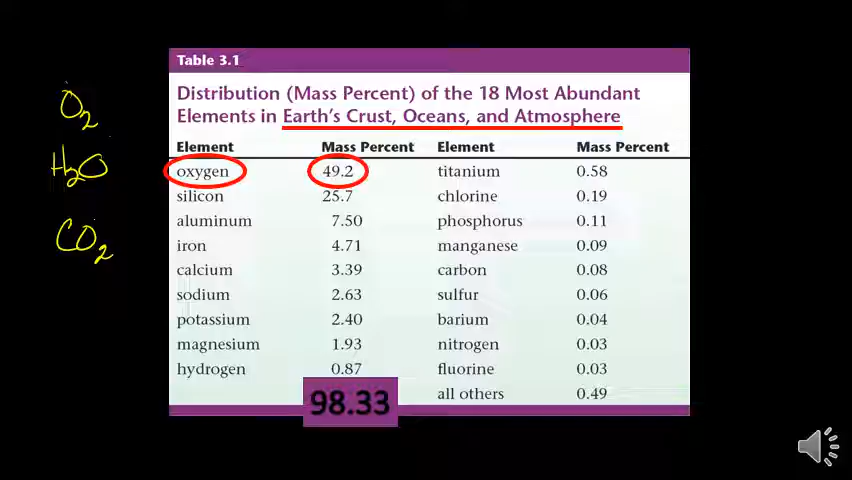 Table 3.1
Distribution (Mass Percent) of the 18 Most Abundant
Elements in Earth's Crust, Oceans, and Atmosphere
Element Mass Percent Element Mass Percent
oxygen 49.2 titanium 0.58
silicon 25.7 chlorine 0.19
aluminum 7.50 phosphorus 0.11
iron 4.71 manganese 0.09
calcium 3.39 carbon 0.08
sodium 2.63 sulfur 0.06
potassium 2.40 barium 0.04
magnesium 1.93 nitrogen 0.03
hydrogen 0.87 fluorine 0.03
all others 0.49
98.33
O2
H2O
CO2